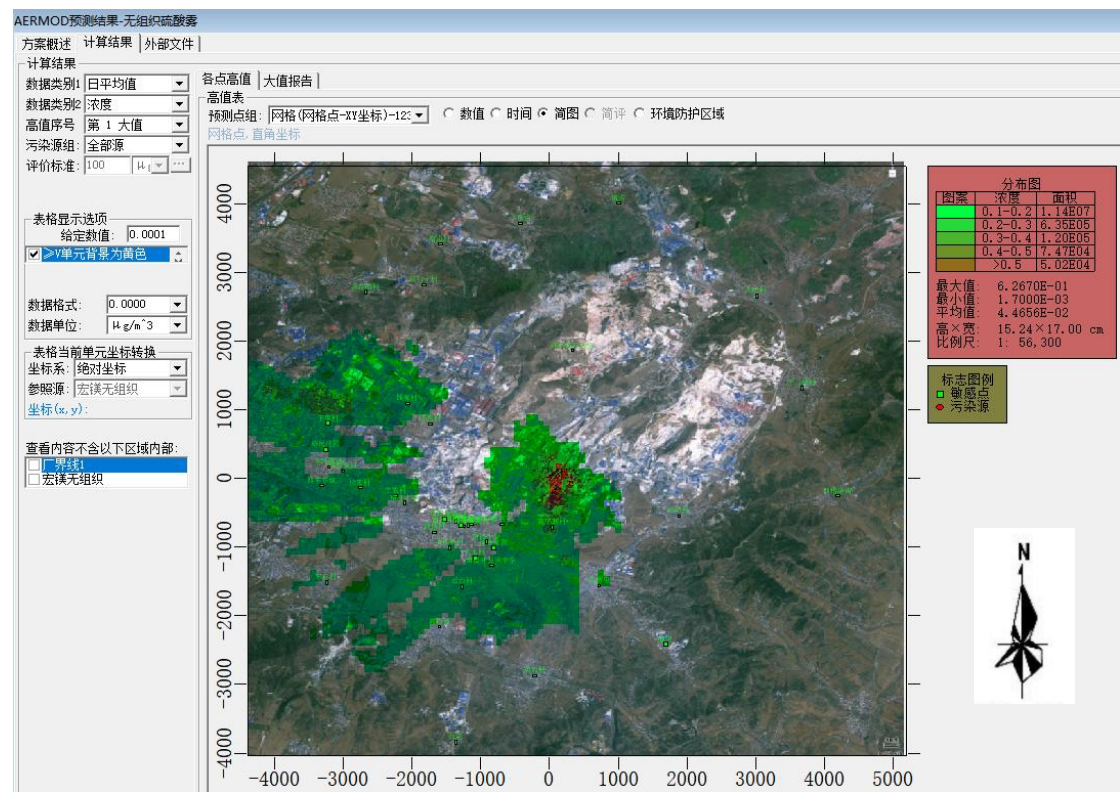 AERMOD预测结果-无组织硫酸雾
方案概述 计算结果 外部文件
计算结果
数据类别1 日平均值
数据类别2 浓度
高值序号 第 1 大值
污染源组: 全部源
评价标准: 100
表格显示选项
给定数值: 0.0001
≥V单元背景为黄色
数据格式: 0.0000
数据单位: μg/m^3
表格当前单元坐标转换
坐标系: 绝对坐标
参照源: 宏镁无组织
坐标(x,y):
查看内容不含以下区域内部:
厂界线1
宏镁无组织
各点高值 大值报告
高值表
预测点组: 网格(网格点-XY坐标)-123 数值 时间 简图 简评 环境防护区域
网格点,直角坐标
4000
3000
2000
1000
0
-1000
-2000
-3000
-4000
-4000 -3000 -2000 -1000 0 1000 2000 3000 4000 5000
分布图
图案 浓度 面积
0.1-0.2 1.14E07
0.2-0.3 6.35E05
0.3-0.4 1.20E05
0.4-0.5 7.47E04
>0.5 5.02E04
最大值: 6.2670E-01
最小值: 1.7000E-03
平均值: 4.4656E-02
高×宽: 15.24×17.00 cm
比例尺: 1: 56,300
标志图例
敏感点
污染源
N